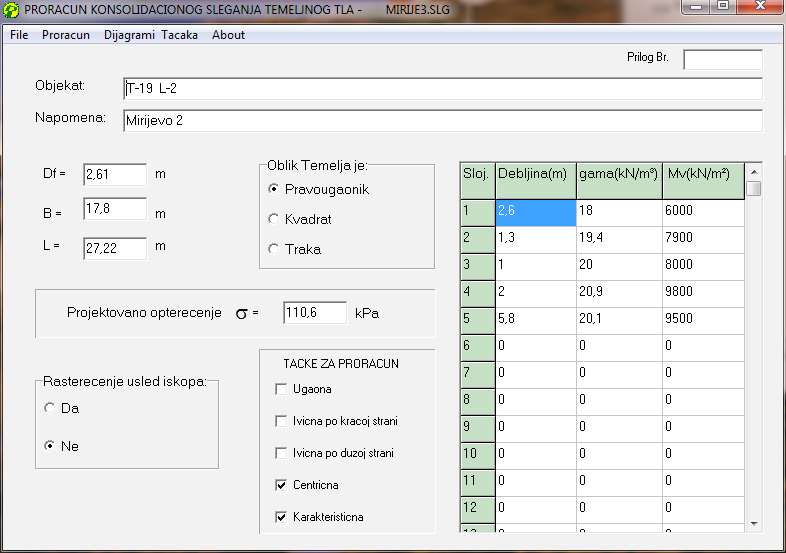 PRORACUN KONSOLIDACIONOG SLEGANJA TEMELJNOG TLA - MIRIJE3.SLG
File Proracun Dijagrami Tacaka About
Prilog Br.
Objekat: T-19 L-2
Napomena: Mirijevo 2
Df = 2,61 m
B = 17,8 m
L = 27,22 m
Oblik Temelja je:
Pravougaonik
Kvadrat
Traka
Projektovano opterecenje σ = 110,6 kPa
Rasterecenje usled iskopa:
Da
Ne
TACKE ZA PRORACUN
Ugaona
Ivicna po kracoj strani
Ivicna po duzoj strani
Centricna
Karakteristicna
Sloj. Debljina(m) gama(kN/m³) Mv(kN/m²)
1 2,6 18 6000
2 1,3 19,4 7900
3 1 20 8000
4 2 20,9 9800
5 5,8 20,1 9500
6 0 0 0
7 0 0 0
8 0 0 0
9 0 0 0
10 0 0 0
11 0 0 0
12 0 0 0